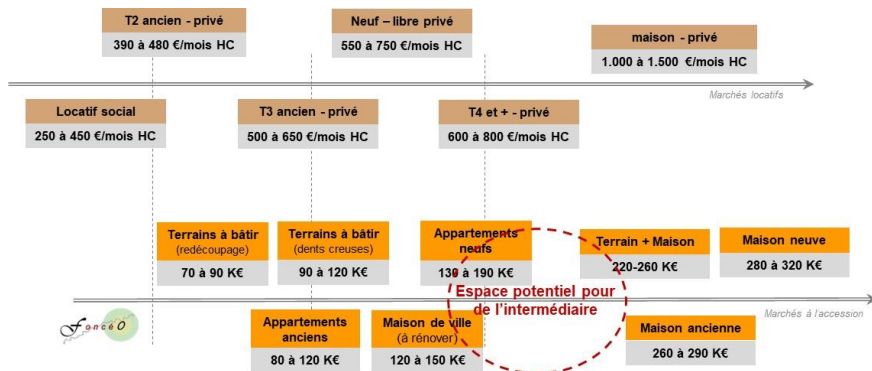 T2 ancien - privé
390 à 480 €/mois HC
Neuf – libre privé
550 à 750 €/mois HC
maison - privé
1.000 à 1.500 €/mois HC
Marchés locatifs
Locatif social
250 à 450 €/mois HC
T3 ancien - privé
500 à 650 €/mois HC
T4 et + - privé
600 à 800 €/mois HC
Terrains à bâtir
(redécoupage)
70 à 90 K€
Terrains à bâtir
(dents creuses)
90 à 120 K€
Appartements
neufs
130 à 190 K€
Terrain + Maison
220-260 K€
Maison neuve
280 à 320 K€
Espace potentiel pour
de l'intermédiaire
Marchés à l'accession
FoncéO
Appartements
anciens
80 à 120 K€
Maison de ville
(à rénover)
120 à 150 K€
Maison ancienne
260 à 290 K€